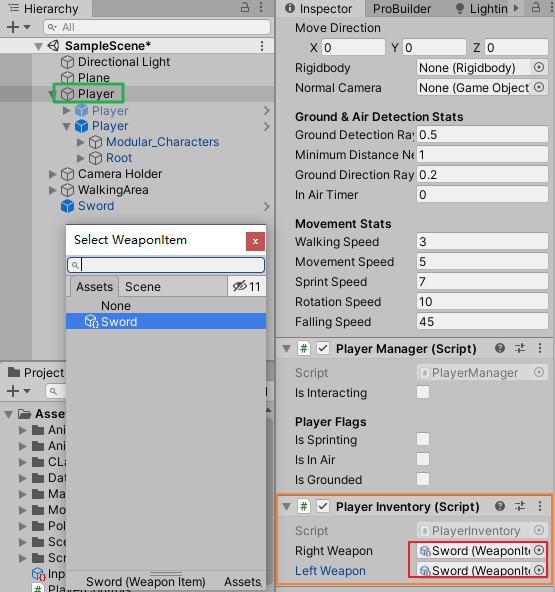 Hierarchy
All
SampleScene*
Directional Light
Plane
Player
Player
Player
Modular_Characters
Root
Camera Holder
WalkingArea
Sword
Select WeaponItem
x
Assets
Scene
11
None
Sword
Sword (Weapon Item)
Assets,
Project
Asse
Ani
Ani
CLa
Dat
Ma
Mo
Pol
Sce
Scr
Inp
PlayerControls
Inspector
ProBuilder
Lightin
Move Direction
X 0 Y 0 Z 0
Rigidbody None (Rigidbody)
Normal Camera None (Game Object)
Ground & Air Detection Stats
Ground Detection Ray 0.5
Minimum Distance Ne 1
Ground Direction Ray 0.2
In Air Timer 0
Movement Stats
Walking Speed 3
Movement Speed 5
Sprint Speed 7
Rotation Speed 10
Falling Speed 45
# Player Manager (Script)
Script # PlayerManager
Is Interacting
Player Flags
Is Sprinting
Is In Air
Is Grounded
# Player Inventory (Script)
Script # PlayerInventory
Right Weapon Sword (WeaponIte
Left Weapon Sword (WeaponIte